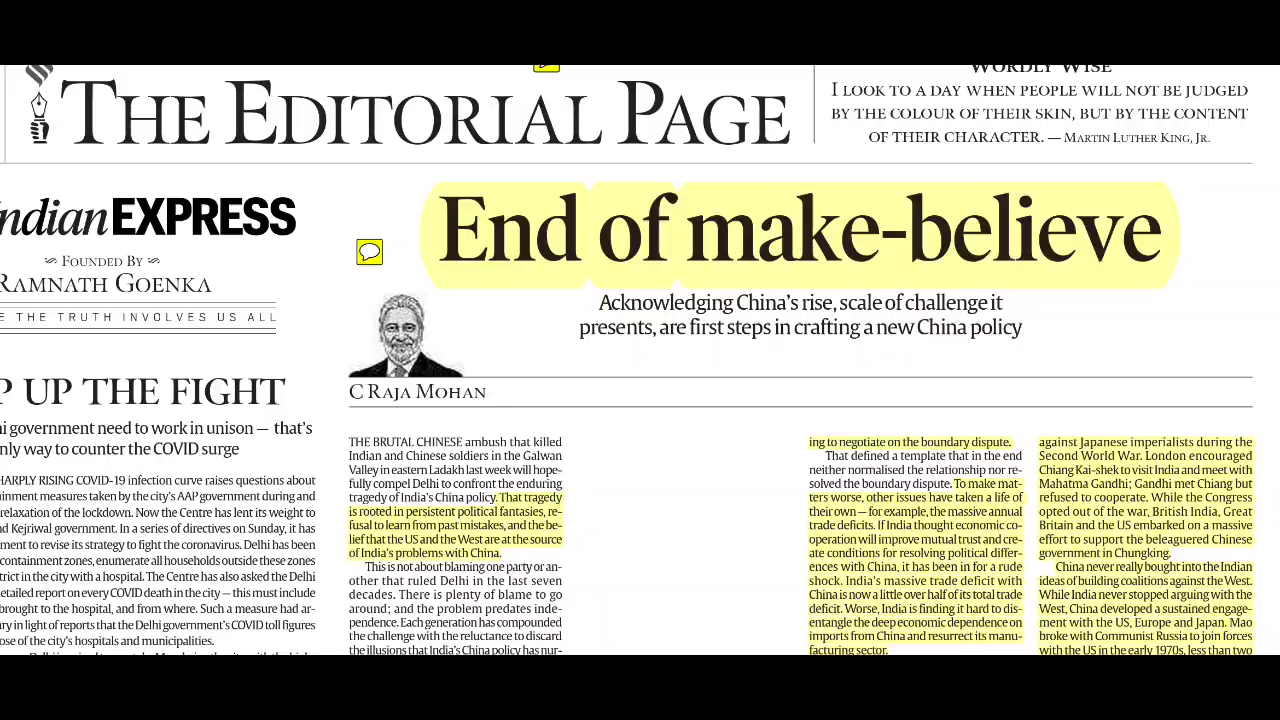 THE EDITORIAL PAGE
WORDLY WISE
I LOOK TO A DAY WHEN PEOPLE WILL NOT BE JUDGED
BY THE COLOUR OF THEIR SKIN, BUT BY THE CONTENT
OF THEIR CHARACTER. — MARTIN LUTHER KING, JR.
Indian EXPRESS
FOUNDED BY
RAMNATH GOENKA
E THE TRUTH INVOLVES US ALL
P UP THE FIGHT
hi government need to work in unison — that's
nly way to counter the COVID surge
HARPLY RISING COVID-19 infection curve raises questions about
ainment measures taken by the city's AAP government during and
relaxation of the lockdown. Now the Centre has lent its weight to
nd Kejriwal government. In a series of directives on Sunday, it has
ment to revise its strategy to fight the coronavirus. Delhi has been
containment zones, enumerate all households outside these zones
trict in the city with a hospital. The Centre has also asked the Delhi
etailed report on every COVID death in the city — this must include
brought to the hospital, and from where. Such a measure had ar-
ry in light of reports that the Delhi government's COVID toll figures
ose of the city's hospitals and municipalities.
End of make-believe
Acknowledging China's rise, scale of challenge it
presents, are first steps in crafting a new China policy
C RAJA MOHAN
THE BRUTAL CHINESE ambush that killed
Indian and Chinese soldiers in the Galwan
Valley in eastern Ladakh last week will hope-
fully compel Delhi to confront the enduring
tragedy of India's China policy. That tragedy
is rooted in persistent political fantasies, re-
fusal to learn from past mistakes, and the be-
lief that the US and the West are at the source
of India's problems with China.
This is not about blaming one party or an-
other that ruled Delhi in the last seven
decades. There is plenty of blame to go
around; and the problem predates inde-
pendence. Each generation has compounded
the challenge with the reluctance to discard
the illusions that India's China policy has nur-
ing to negotiate on the boundary dispute.
That defined a template that in the end
neither normalised the relationship nor re-
solved the boundary dispute. To make mat-
ters worse, other issues have taken a life of
their own — for example, the massive annual
trade deficits. If India thought economic co-
operation will improve mutual trust and cre-
ate conditions for resolving political differ-
ences with China, it has been in for a rude
shock. India's massive trade deficit with
China is now a little over half of its total trade
deficit. Worse, India is finding it hard to dis-
entangle the deep economic dependence on
imports from China and resurrect its manu-
facturing sector.
against Japanese imperialists during the
Second World War. London encouraged
Chiang Kai-shek to visit India and meet with
Mahatma Gandhi; Gandhi met Chiang but
refused to cooperate. While the Congress
opted out of the war, British India, Great
Britain and the US embarked on a massive
effort to support the beleaguered Chinese
government in Chungking.
China never really bought into the Indian
ideas of building coalitions against the West.
While India never stopped arguing with the
West, China developed a sustained engage-
ment with the US, Europe and Japan. Mao
broke with Communist Russia to join forces
with the US in the early 1970s, less than two